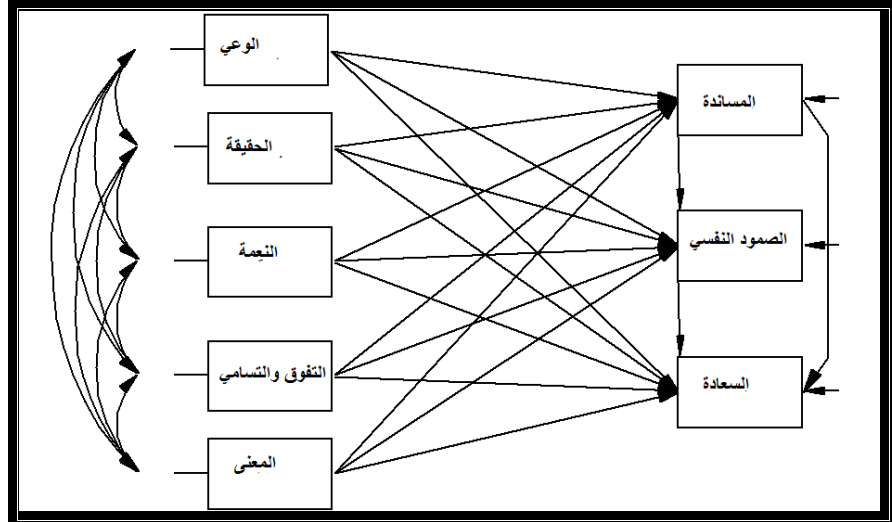 الوعي
الحقيقة
النعمة
التفوق والتسامي
المعنى
المساندة
الصمود النفسي
السعادة